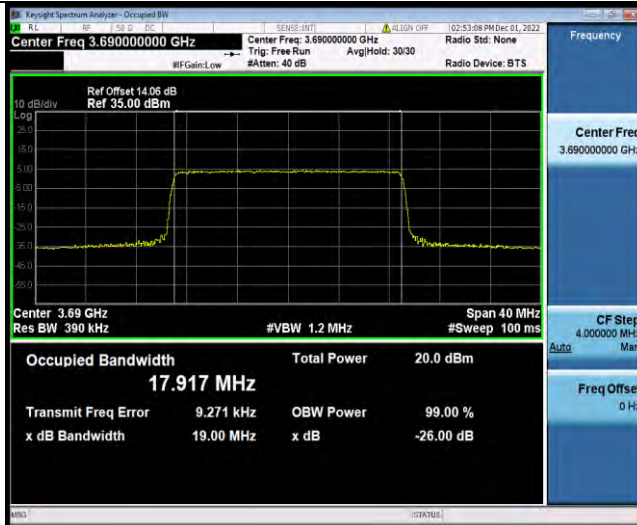 Keysight Spectrum Analyzer - Occupied BW
RL RF 50 Ω DC SENSE:INT ALIGN OFF 02:53:08 PM Dec 01, 2022
Center Freq 3.690000000 GHz
Center Freq: 3.690000000 GHz
Radio Std: None
Trig: Free Run Avg|Hold: 30/30
#IFGain:Low #Atten: 40 dB Radio Device: BTS
Frequency
Ref Offset 14.06 dB
10 dB/div Ref 35.00 dBm
Log
25.0
15.0
5.00
-5.00
-15.0
-25.0
-35.0
-45.0
-55.0
Center 3.69 GHz Span 40 MHz
Res BW 390 kHz #VBW 1.2 MHz #Sweep 100 ms
Center Freq
3.690000000 GHz
CF Step
4.000000 MHz
Auto Man
Freq Offset
0 Hz
Occupied Bandwidth Total Power 20.0 dBm
17.917 MHz
Transmit Freq Error 9.271 kHz OBW Power 99.00 %
x dB Bandwidth 19.00 MHz x dB -26.00 dB
MSG STATUS